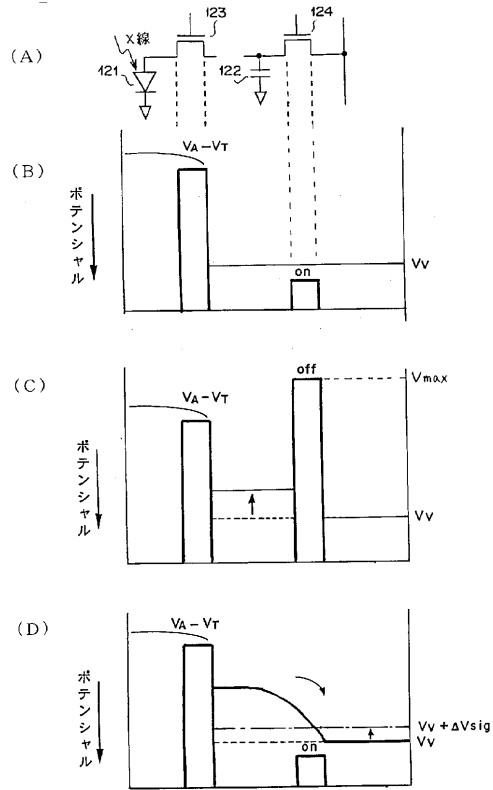 (A)
123
124
X線
121
122
(B)
VA-VT
ポテンシャル
on
Vv
(C)
off
Vmax
VA-VT
ポテンシャル
Vv
(D)
VA-VT
ポテンシャル
Vv+ΔVsig
Vv
on